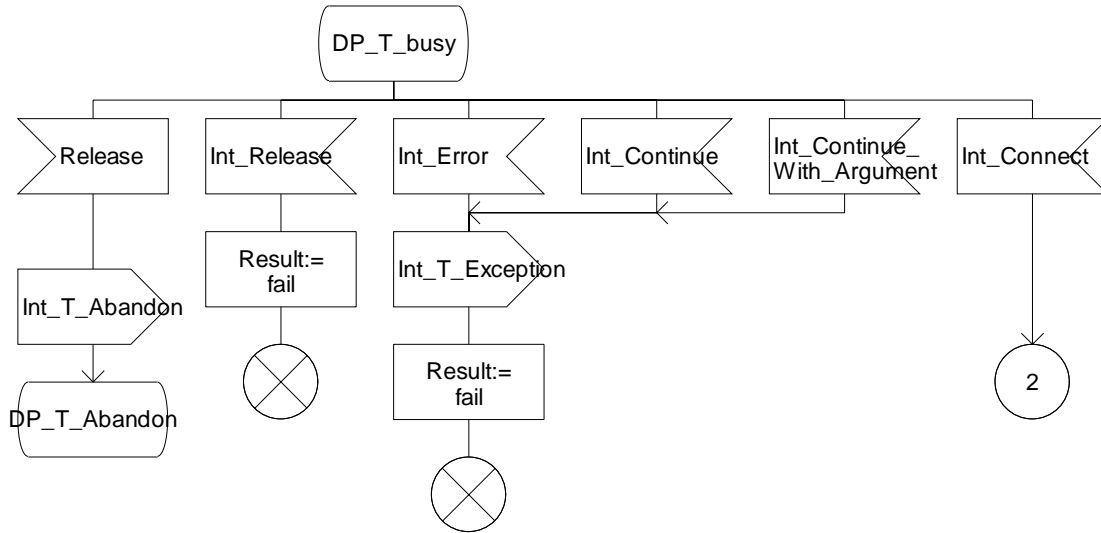 DP_T_busy
Release
Int_Release
Int_Error
Int_Continue
Int_Continue_
With_Argument
Int_Connect
Result:=
fail
Int_T_Exception
Int_T_Abandon
Result:=
fail
2
DP_T_Abandon